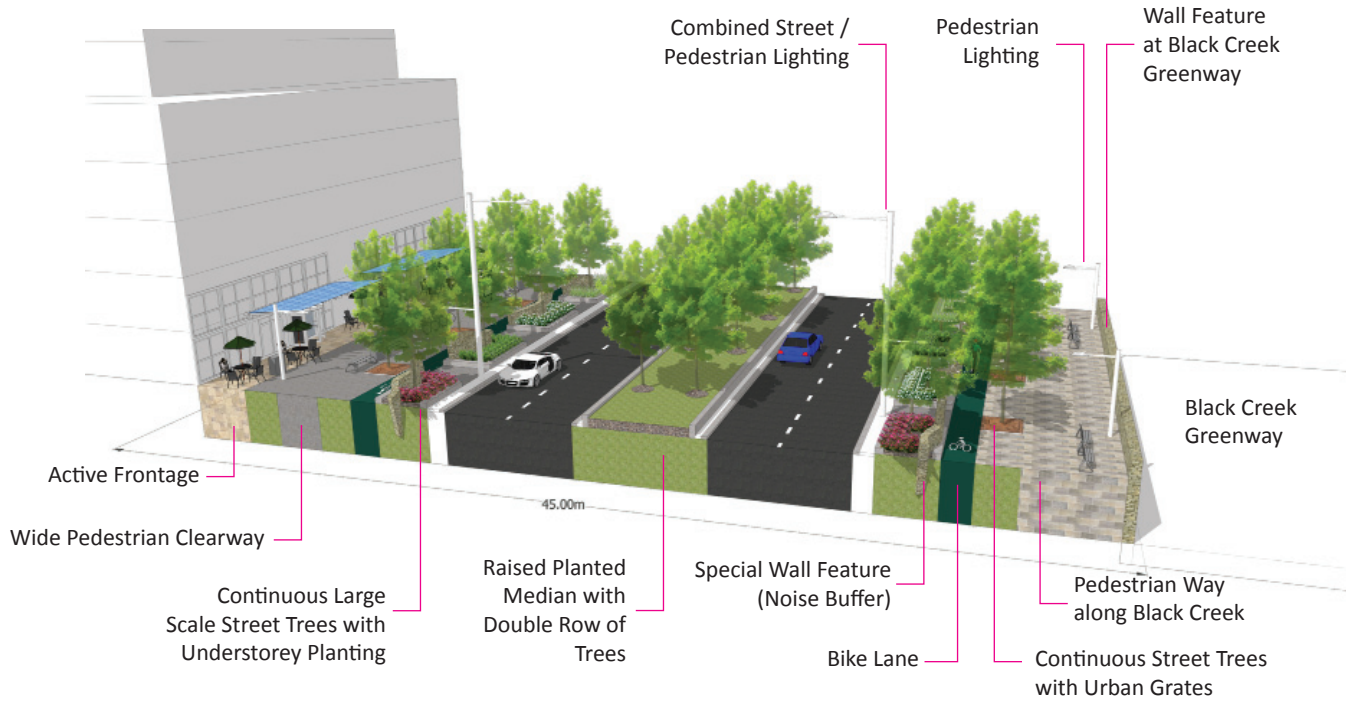 Combined Street /
Pedestrian Lighting
Pedestrian
Lighting
Wall Feature
at Black Creek
Greenway
Black Creek
Greenway
Active Frontage
45.00m
Wide Pedestrian Clearway
Continuous Large
Scale Street Trees with
Understorey Planting
Raised Planted
Median with
Double Row of
Trees
Special Wall Feature
(Noise Buffer)
Bike Lane
Pedestrian Way
along Black Creek
Continuous Street Trees
with Urban Grates